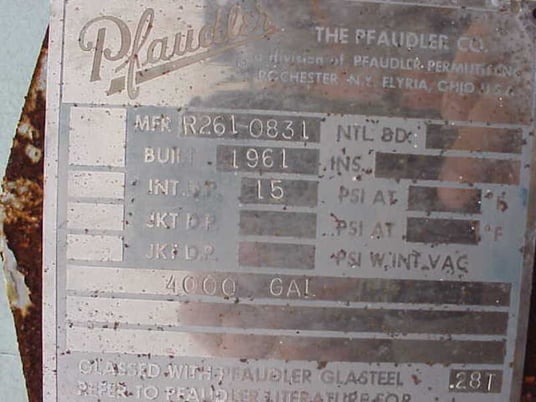 Pfaudler
THE PFAUDLER CO.
a division of PFAUDLER PERMUTIT INC
ROCHESTER N.Y. ELYRIA, OHIO U.S.A.
MFR R261-0831 NTL BD.
BUILT 1961 INS.
INT. W.P. 15 PSI AT °F
JKT D.P. PSI AT °F
JKT D.P. PSI W.INT.VAC
4000 GAL
GLASSED WITH PFAUDLER GLASTEEL .28T
REFER TO PFAUDLER LITERATURE FOR